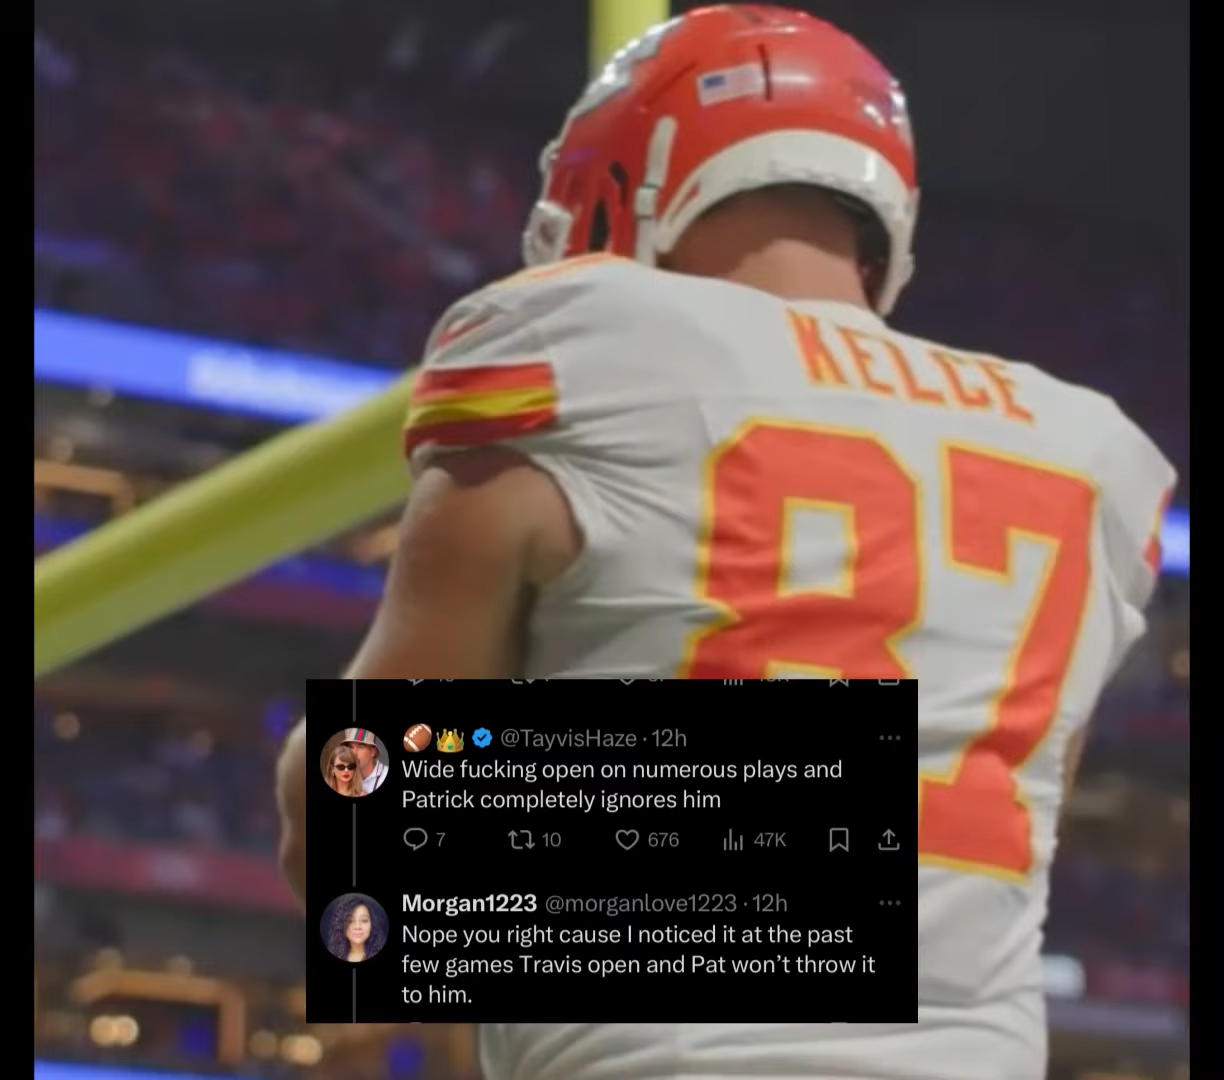 KELCE
87
🏈👑 @TayvisHaze · 12h
Wide fucking open on numerous plays and
Patrick completely ignores him
7 10 676 47K
Morgan1223 @morganlove1223 · 12h
Nope you right cause I noticed it at the past
few games Travis open and Pat won’t throw it
to him.